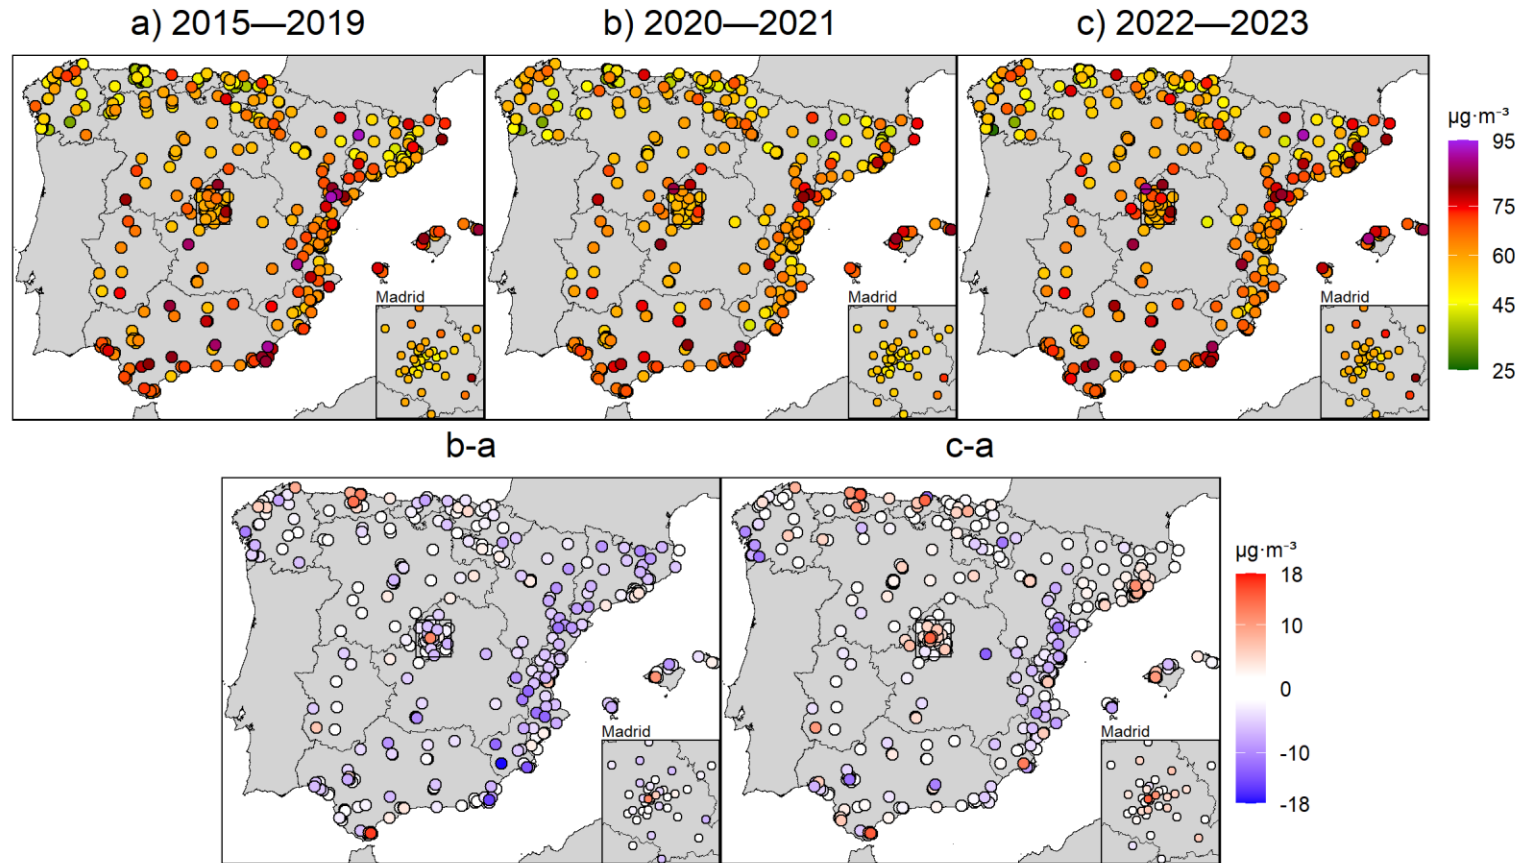 a) 2015—2019
b) 2020—2021
c) 2022—2023
Madrid
Madrid
Madrid
µg·m⁻³
95
75
60
45
25
b-a
c-a
Madrid
Madrid
µg·m⁻³
18
10
0
-10
-18